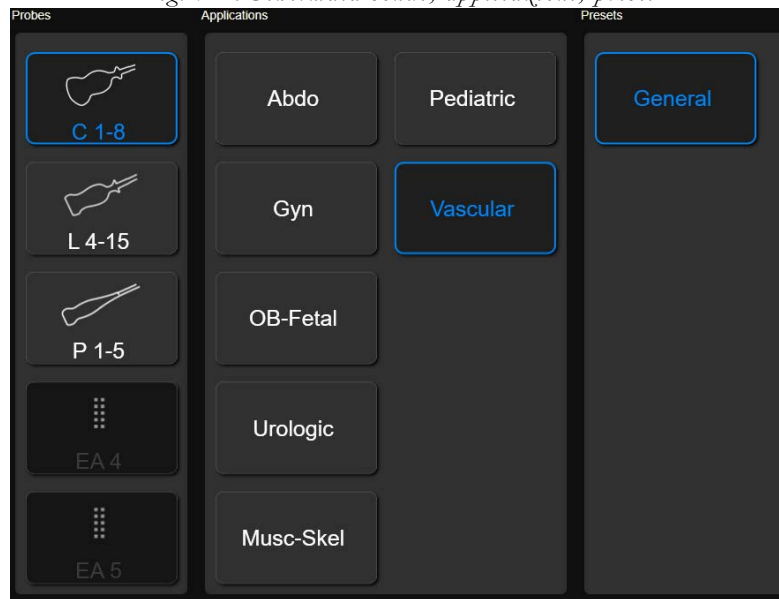 Probes
Applications
Presets
C 1-8
L 4-15
P 1-5
EA 4
EA 5
Abdo
Pediatric
Gyn
Vascular
OB-Fetal
Urologic
Musc-Skel
General